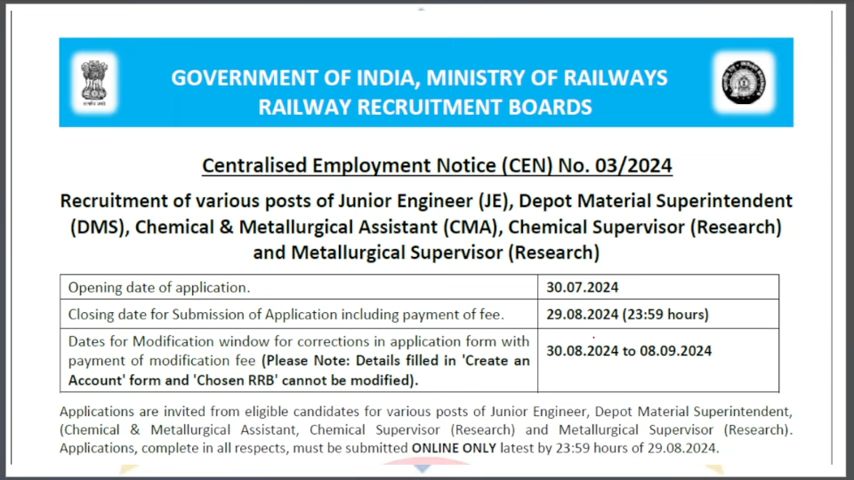 GOVERNMENT OF INDIA, MINISTRY OF RAILWAYS
RAILWAY RECRUITMENT BOARDS
Centralised Employment Notice (CEN) No. 03/2024
Recruitment of various posts of Junior Engineer (JE), Depot Material Superintendent
(DMS), Chemical & Metallurgical Assistant (CMA), Chemical Supervisor (Research)
and Metallurgical Supervisor (Research)
Opening date of application. 30.07.2024
Closing date for Submission of Application including payment of fee. 29.08.2024 (23:59 hours)
Dates for Modification window for corrections in application form with
payment of modification fee (Please Note: Details filled in 'Create an
Account' form and 'Chosen RRB' cannot be modified).
30.08.2024 to 08.09.2024
Applications are invited from eligible candidates for various posts of Junior Engineer, Depot Material Superintendent,
(Chemical & Metallurgical Assistant, Chemical Supervisor (Research) and Metallurgical Supervisor (Research).
Applications, complete in all respects, must be submitted ONLINE ONLY latest by 23:59 hours of 29.08.2024.